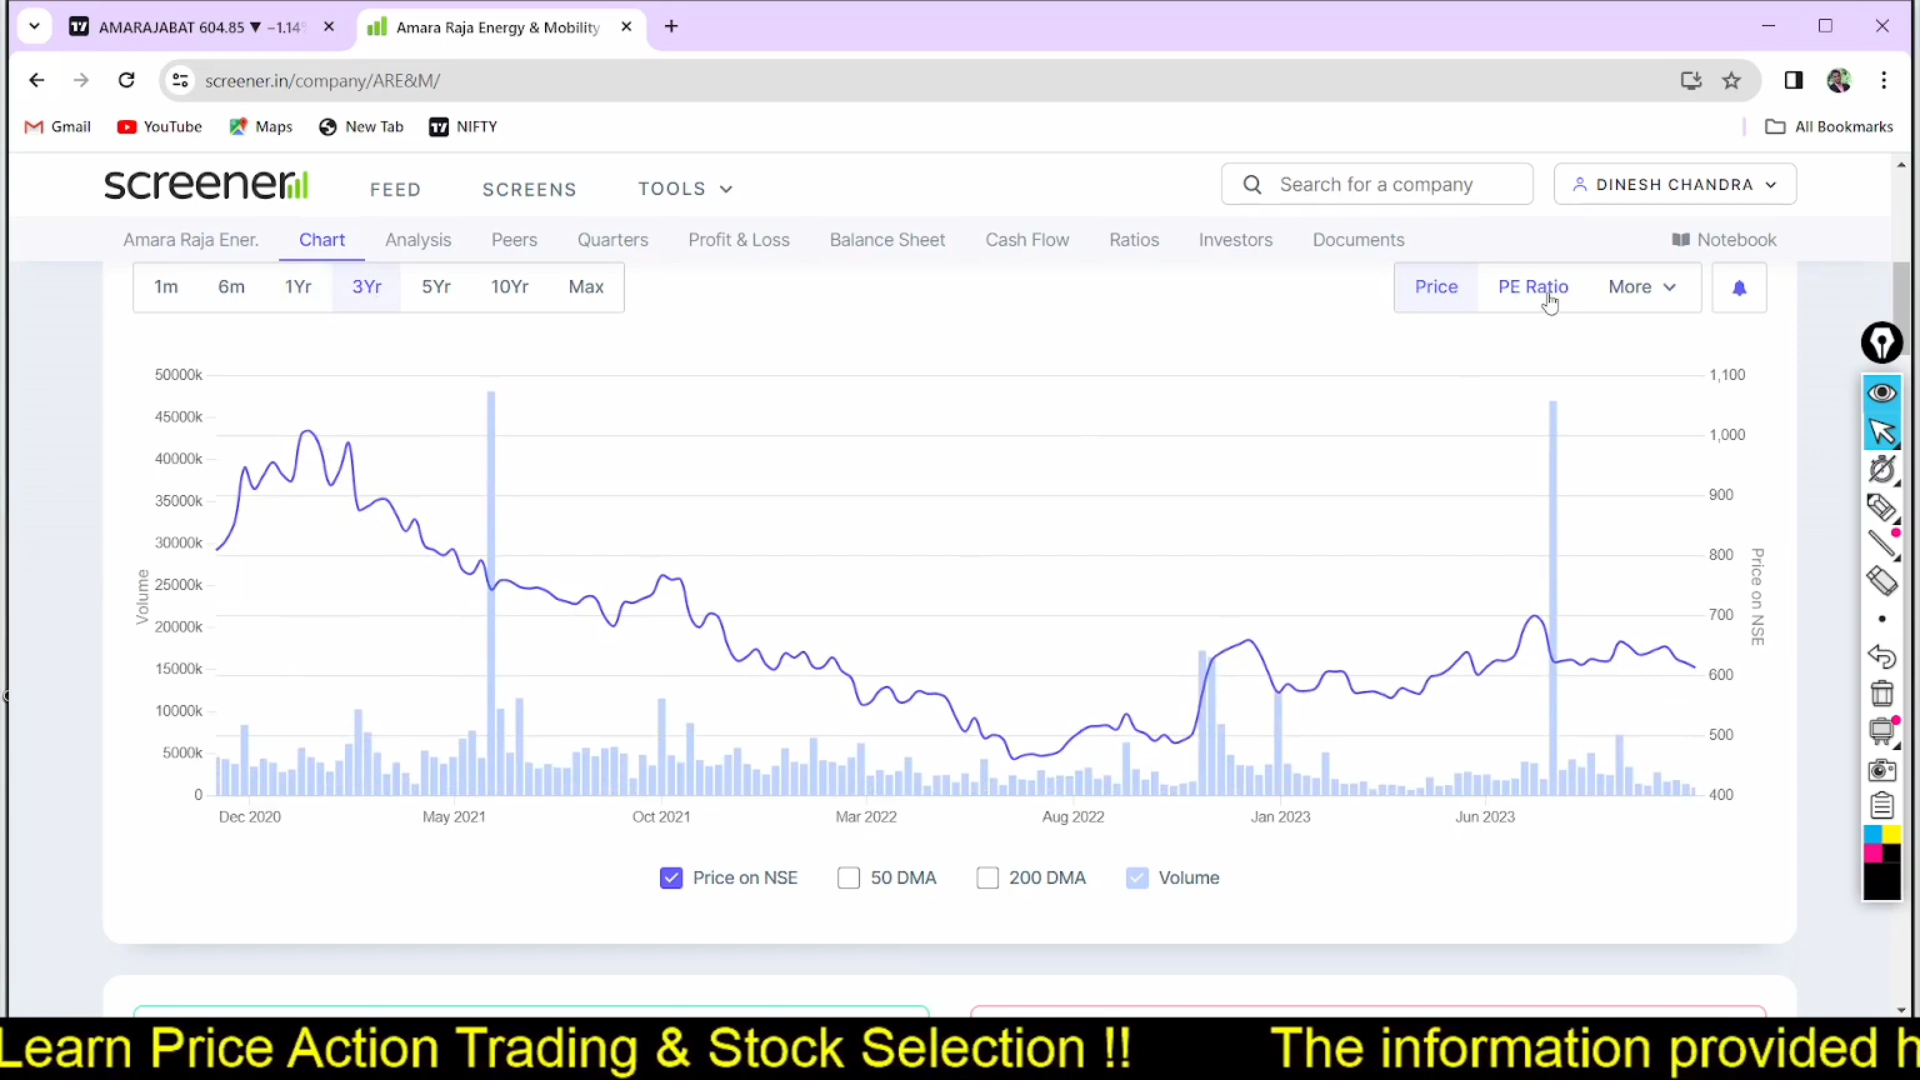 AMARAJABAT 604.85 ▼ −1.14
Amara Raja Energy & Mobility
screener.in/company/ARE&M/
Gmail
YouTube
Maps
New Tab
NIFTY
All Bookmarks
screener
FEED
SCREENS
TOOLS
Search for a company
DINESH CHANDRA
Amara Raja Ener.
Chart
Analysis
Peers
Quarters
Profit & Loss
Balance Sheet
Cash Flow
Ratios
Investors
Documents
Notebook
1m
6m
1Yr
3Yr
5Yr
10Yr
Max
Price
PE Ratio
More
50000k
45000k
40000k
35000k
30000k
25000k
20000k
15000k
10000k
5000k
0
Volume
1,100
1,000
900
800
700
600
500
400
Price on NSE
Dec 2020
May 2021
Oct 2021
Mar 2022
Aug 2022
Jan 2023
Jun 2023
Price on NSE
50 DMA
200 DMA
Volume
Learn Price Action Trading & Stock Selection !!
The information provided